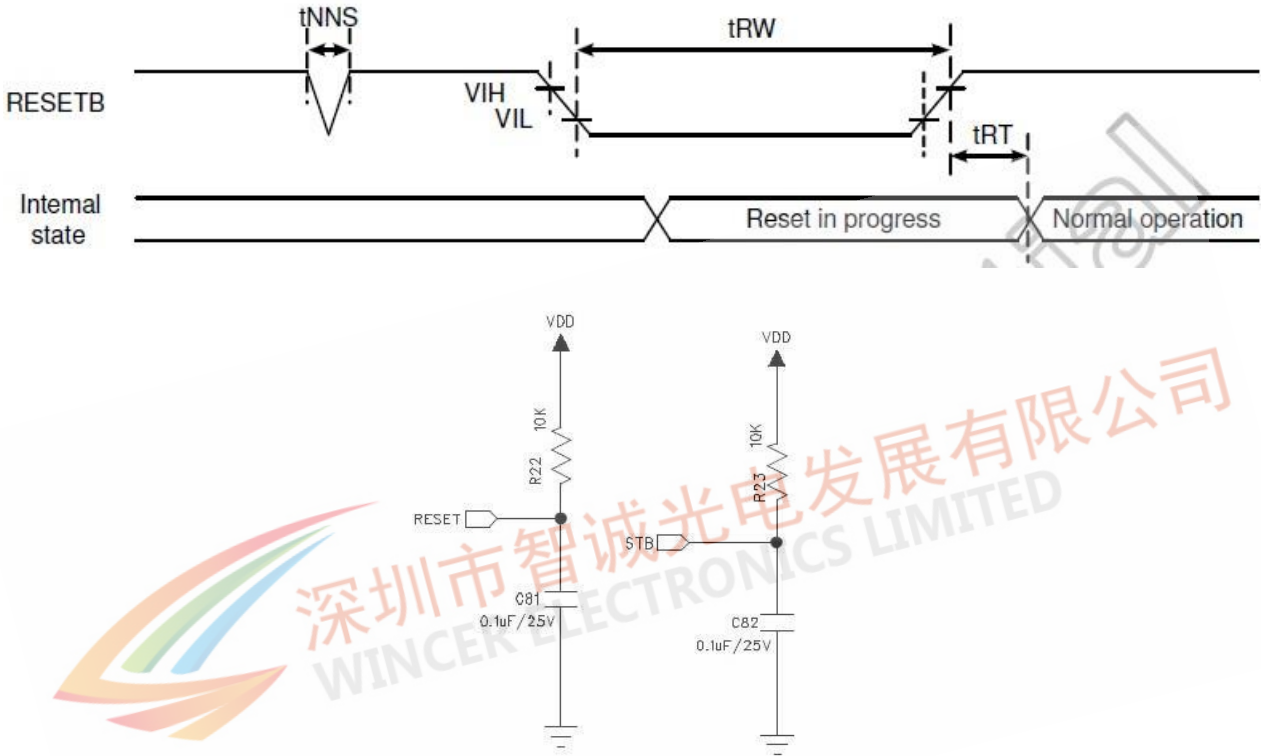 tNNS
tRW
RESETB
VIH
VIL
tRT
Internal
state
Reset in progress
Normal operation
VDD
VDD
10K
R22
10K
R23
RESET
STB
C81
0.1uF/25V
C82
0.1uF/25V
深圳市智诚光电发展有限公司
WINCER ELECTRONICS LIMITED